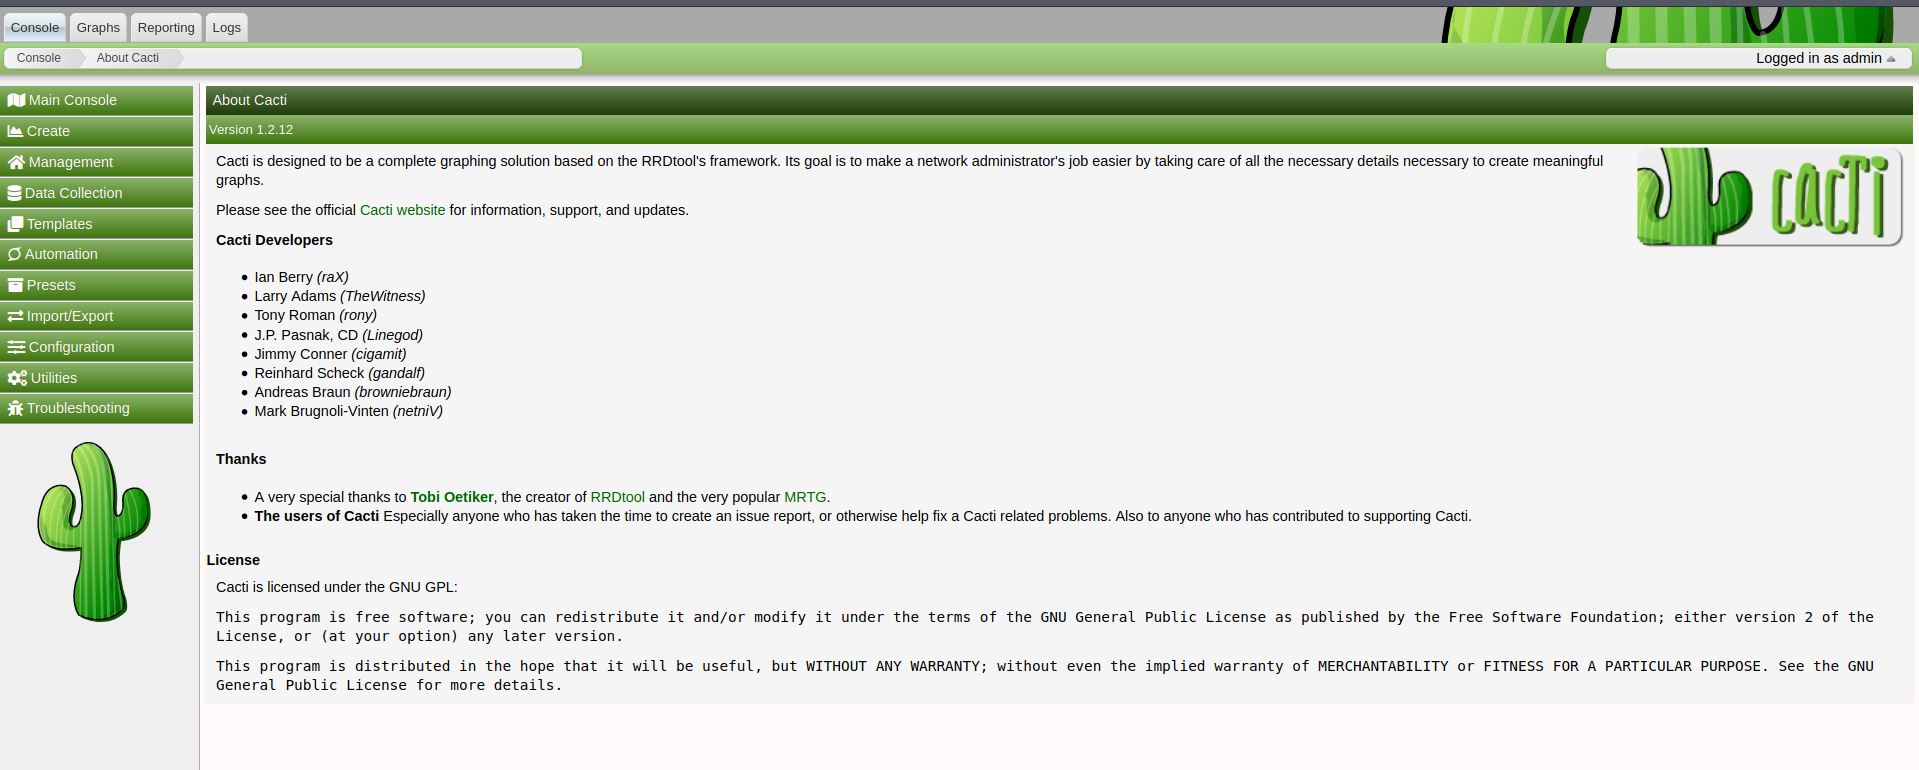 Console Graphs Reporting Logs
Console About Cacti Logged in as admin
Main Console
Create
Management
Data Collection
Templates
Automation
Presets
Import/Export
Configuration
Utilities
Troubleshooting
About Cacti
Version 1.2.12
Cacti is designed to be a complete graphing solution based on the RRDtool's framework. Its goal is to make a network administrator's job easier by taking care of all the necessary details necessary to create meaningful
graphs.
cacti
Please see the official Cacti website for information, support, and updates.
Cacti Developers
Ian Berry (raX)
Larry Adams (TheWitness)
Tony Roman (rony)
J.P. Pasnak, CD (Linegod)
Jimmy Conner (cigamit)
Reinhard Scheck (gandalf)
Andreas Braun (browniebraun)
Mark Brugnoli-Vinten (netniV)
Thanks
A very special thanks to Tobi Oetiker, the creator of RRDtool and the very popular MRTG.
The users of Cacti Especially anyone who has taken the time to create an issue report, or otherwise help fix a Cacti related problems. Also to anyone who has contributed to supporting Cacti.
License
Cacti is licensed under the GNU GPL:
This program is free software; you can redistribute it and/or modify it under the terms of the GNU General Public License as published by the Free Software Foundation; either version 2 of the
License, or (at your option) any later version.
This program is distributed in the hope that it will be useful, but WITHOUT ANY WARRANTY; without even the implied warranty of MERCHANTABILITY or FITNESS FOR A PARTICULAR PURPOSE. See the GNU
General Public License for more details.